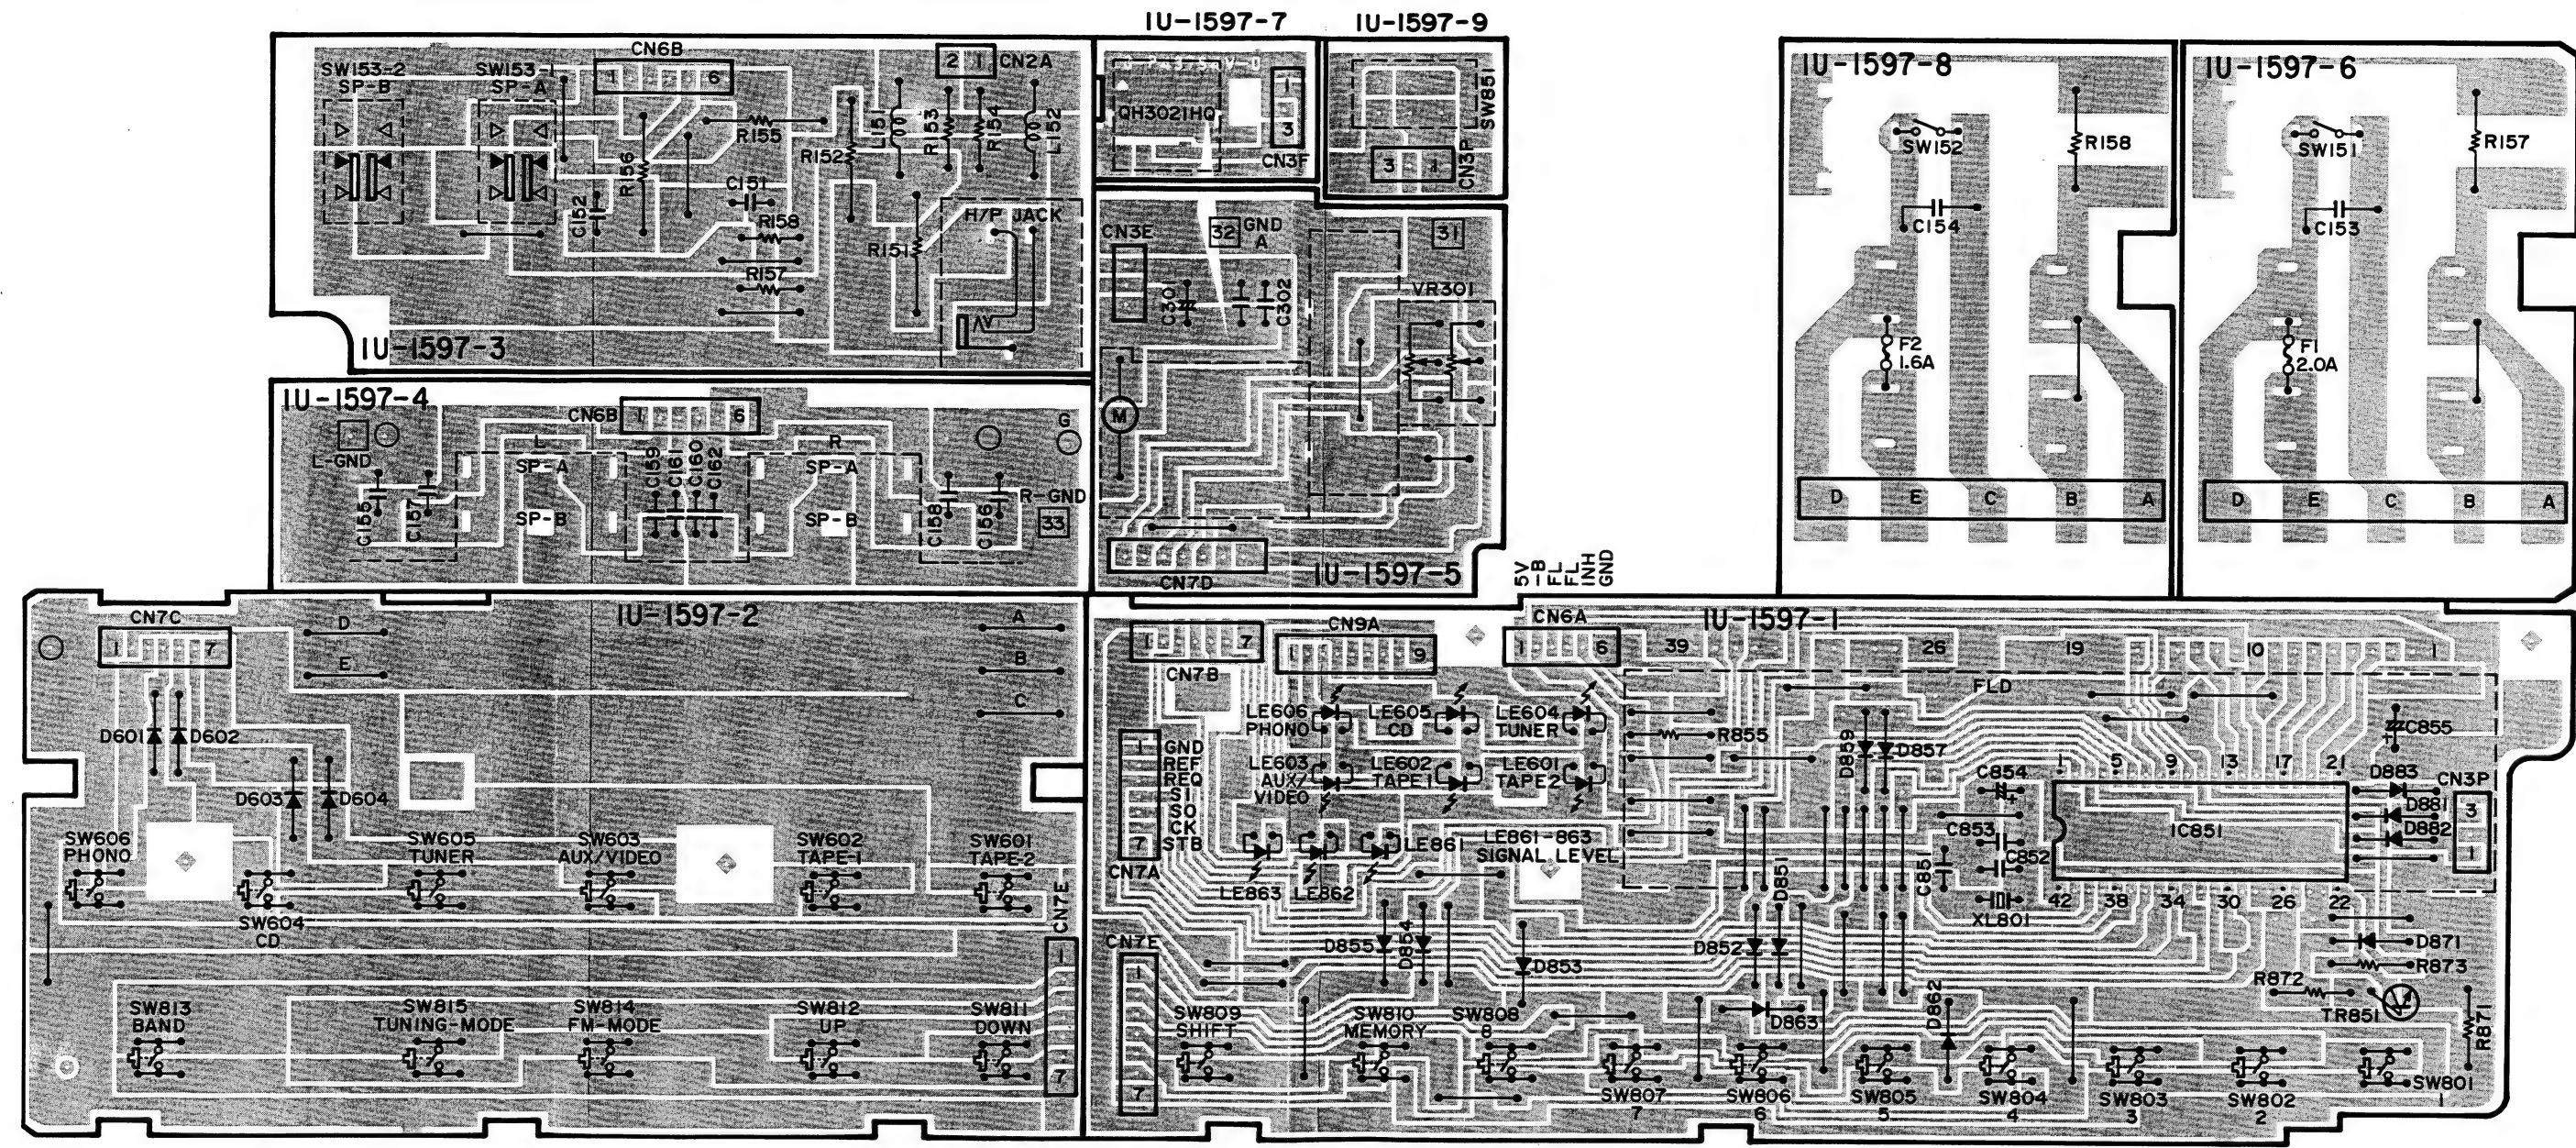 1U-1597-7
1U-1597-9
SW153-2
SP-B
SW153-1
SP-A
CN6B
1 6
2 1
CN2A
R155
R156
C152
C151
R158
R157
R152
L151
R153
R154
L152
R151
H/P JACK
1U-1597-3
QH3021HQ
1
3
CN3F
SW851
3 1
CN3P
1U-1597-8
SW152
R158
C154
F2
1.6A
D E C B A
1U-1597-6
SW151
R157
C153
F1
2.0A
D E C B A
CN3E
32
GND
A
31
C301
C302
VR301
M
CN7D
1U-1597-5
1U-1597-4
CN6B
1 6
L-GND
L
R
G
SP-A
SP-B
SP-A
SP-B
C155
C157
C159
C161
C160
C162
C158
C156
R-GND
33
5V
-B
FL
FL
INH
GND
1U-1597-2
CN7C
1 7
D
E
A
B
C
D601
D602
D603
D604
SW606
PHONO
SW604
CD
SW605
TUNER
SW603
AUX/VIDEO
SW602
TAPE-1
SW601
TAPE-2
CN7E
1
7
SW813
BAND
SW815
TUNING-MODE
SW814
FM-MODE
SW812
UP
SW811
DOWN
1U-1597-1
1 7
CN7B
CN9A
1 9
CN6A
1 6
39
26
19
10
1
FLD
LE606
PHONO
LE605
CD
LE604
TUNER
LE603
AUX/
VIDEO
LE602
TAPE1
LE601
TAPE2
1
GND
REF
REQ
SI
SO
CK
STB
7
CN7A
LE863
LE862
LE861
LE861-863
SIGNAL LEVEL
R855
D859
D857
C855
1 5 9 13 17 21
IC851
42 38 34 30 26 22
C854
C853
C852
C851
XL801
D883
D881
D882
CN3P
3
1
D871
R873
R872
TR851
R871
CN7E
1
7
D855
D854
D853
D852
D851
D863
D862
SW809
SHIFT
SW810
MEMORY
SW808
8
SW807
7
SW806
6
SW805
5
SW804
4
SW803
3
SW802
2
SW801
1